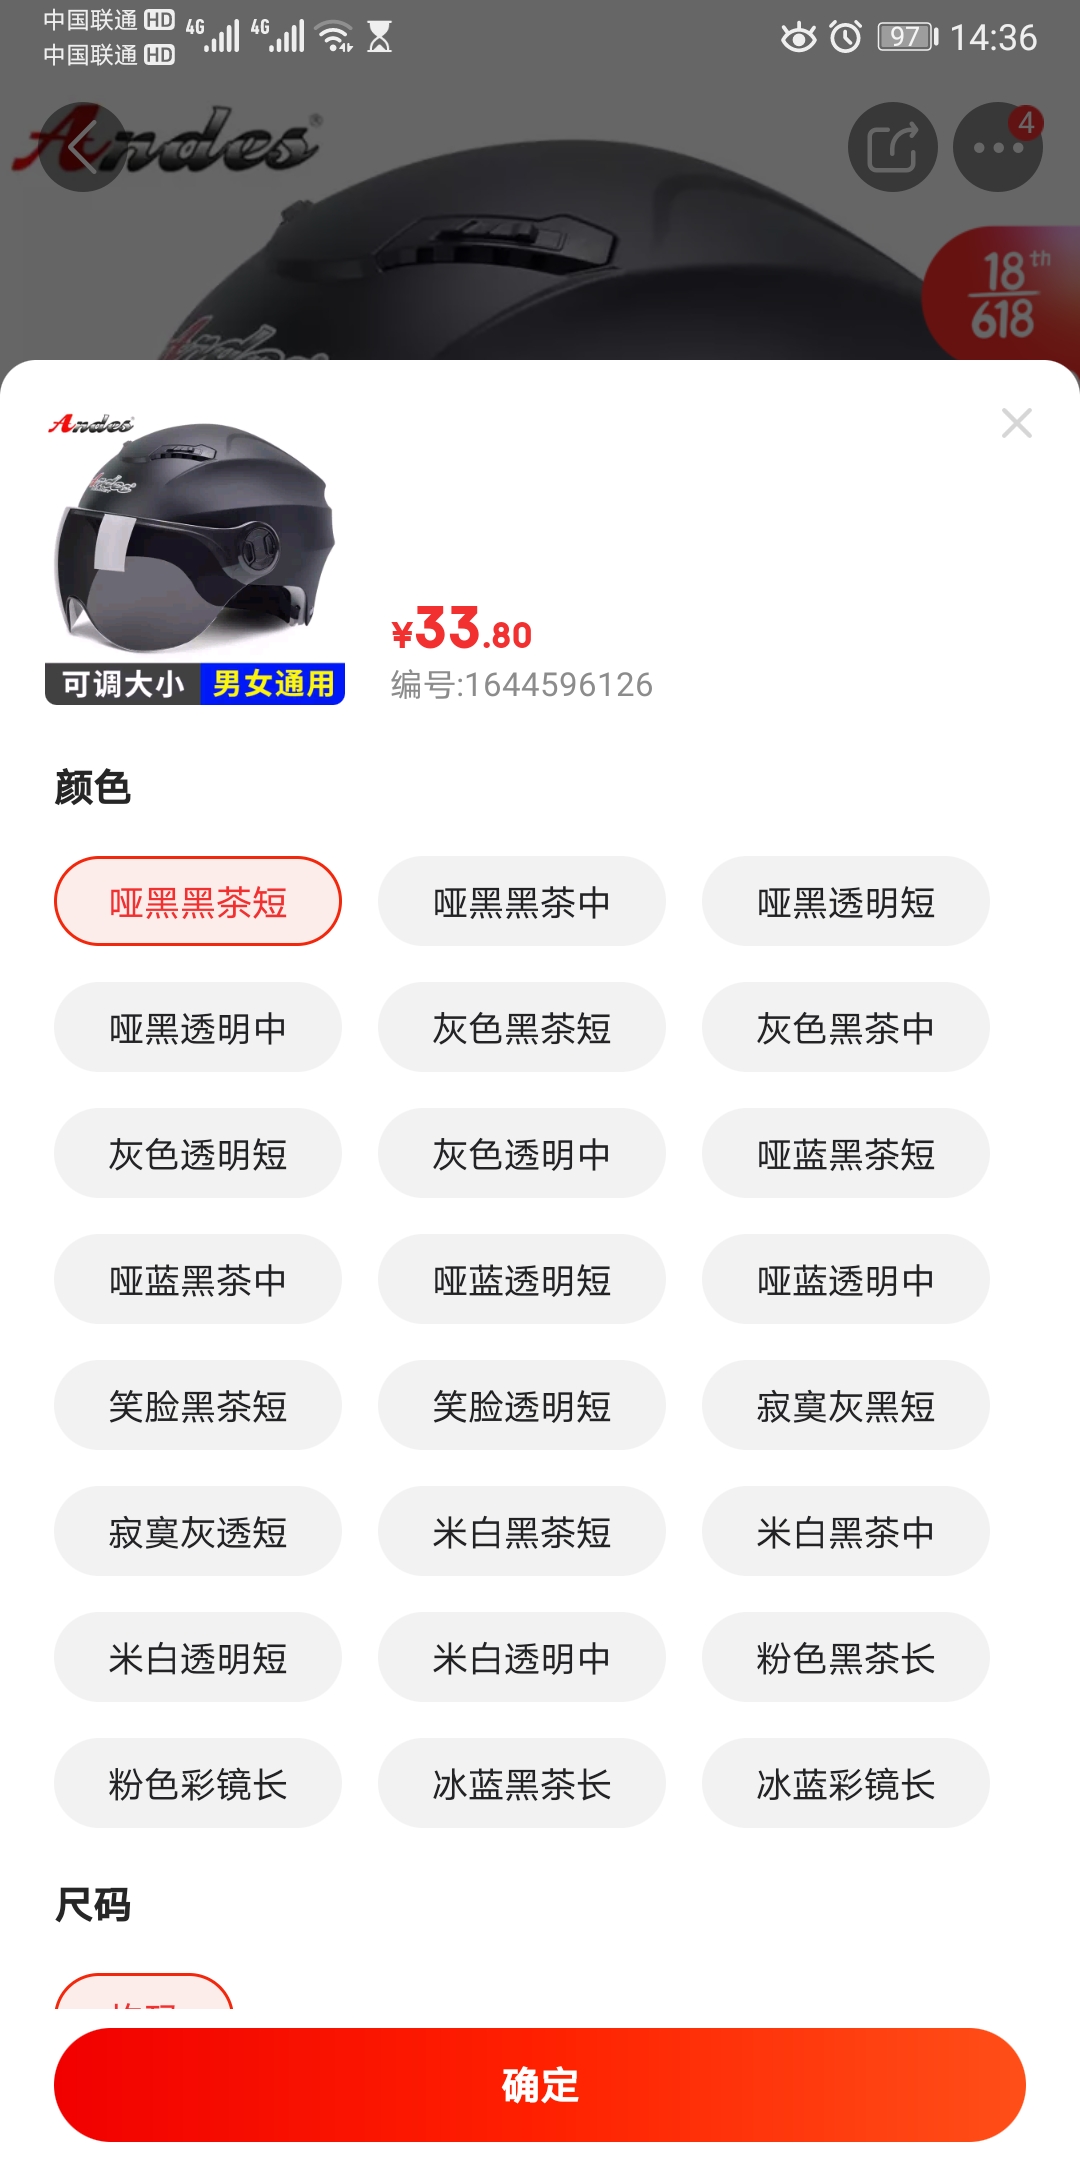 中国联通 HD 4G 4G
中国联通 HD
97 14:36
Andes®
4
18th
618
Andes
Andes
Andes
可调大小 男女通用
¥33.80
编号:1644596126
颜色
哑黑黑茶短 哑黑黑茶中 哑黑透明短
哑黑透明中 灰色黑茶短 灰色黑茶中
灰色透明短 灰色透明中 哑蓝黑茶短
哑蓝黑茶中 哑蓝透明短 哑蓝透明中
笑脸黑茶短 笑脸透明短 寂寞灰黑短
寂寞灰透短 米白黑茶短 米白黑茶中
米白透明短 米白透明中 粉色黑茶长
粉色彩镜长 冰蓝黑茶长 冰蓝彩镜长
尺码
确定